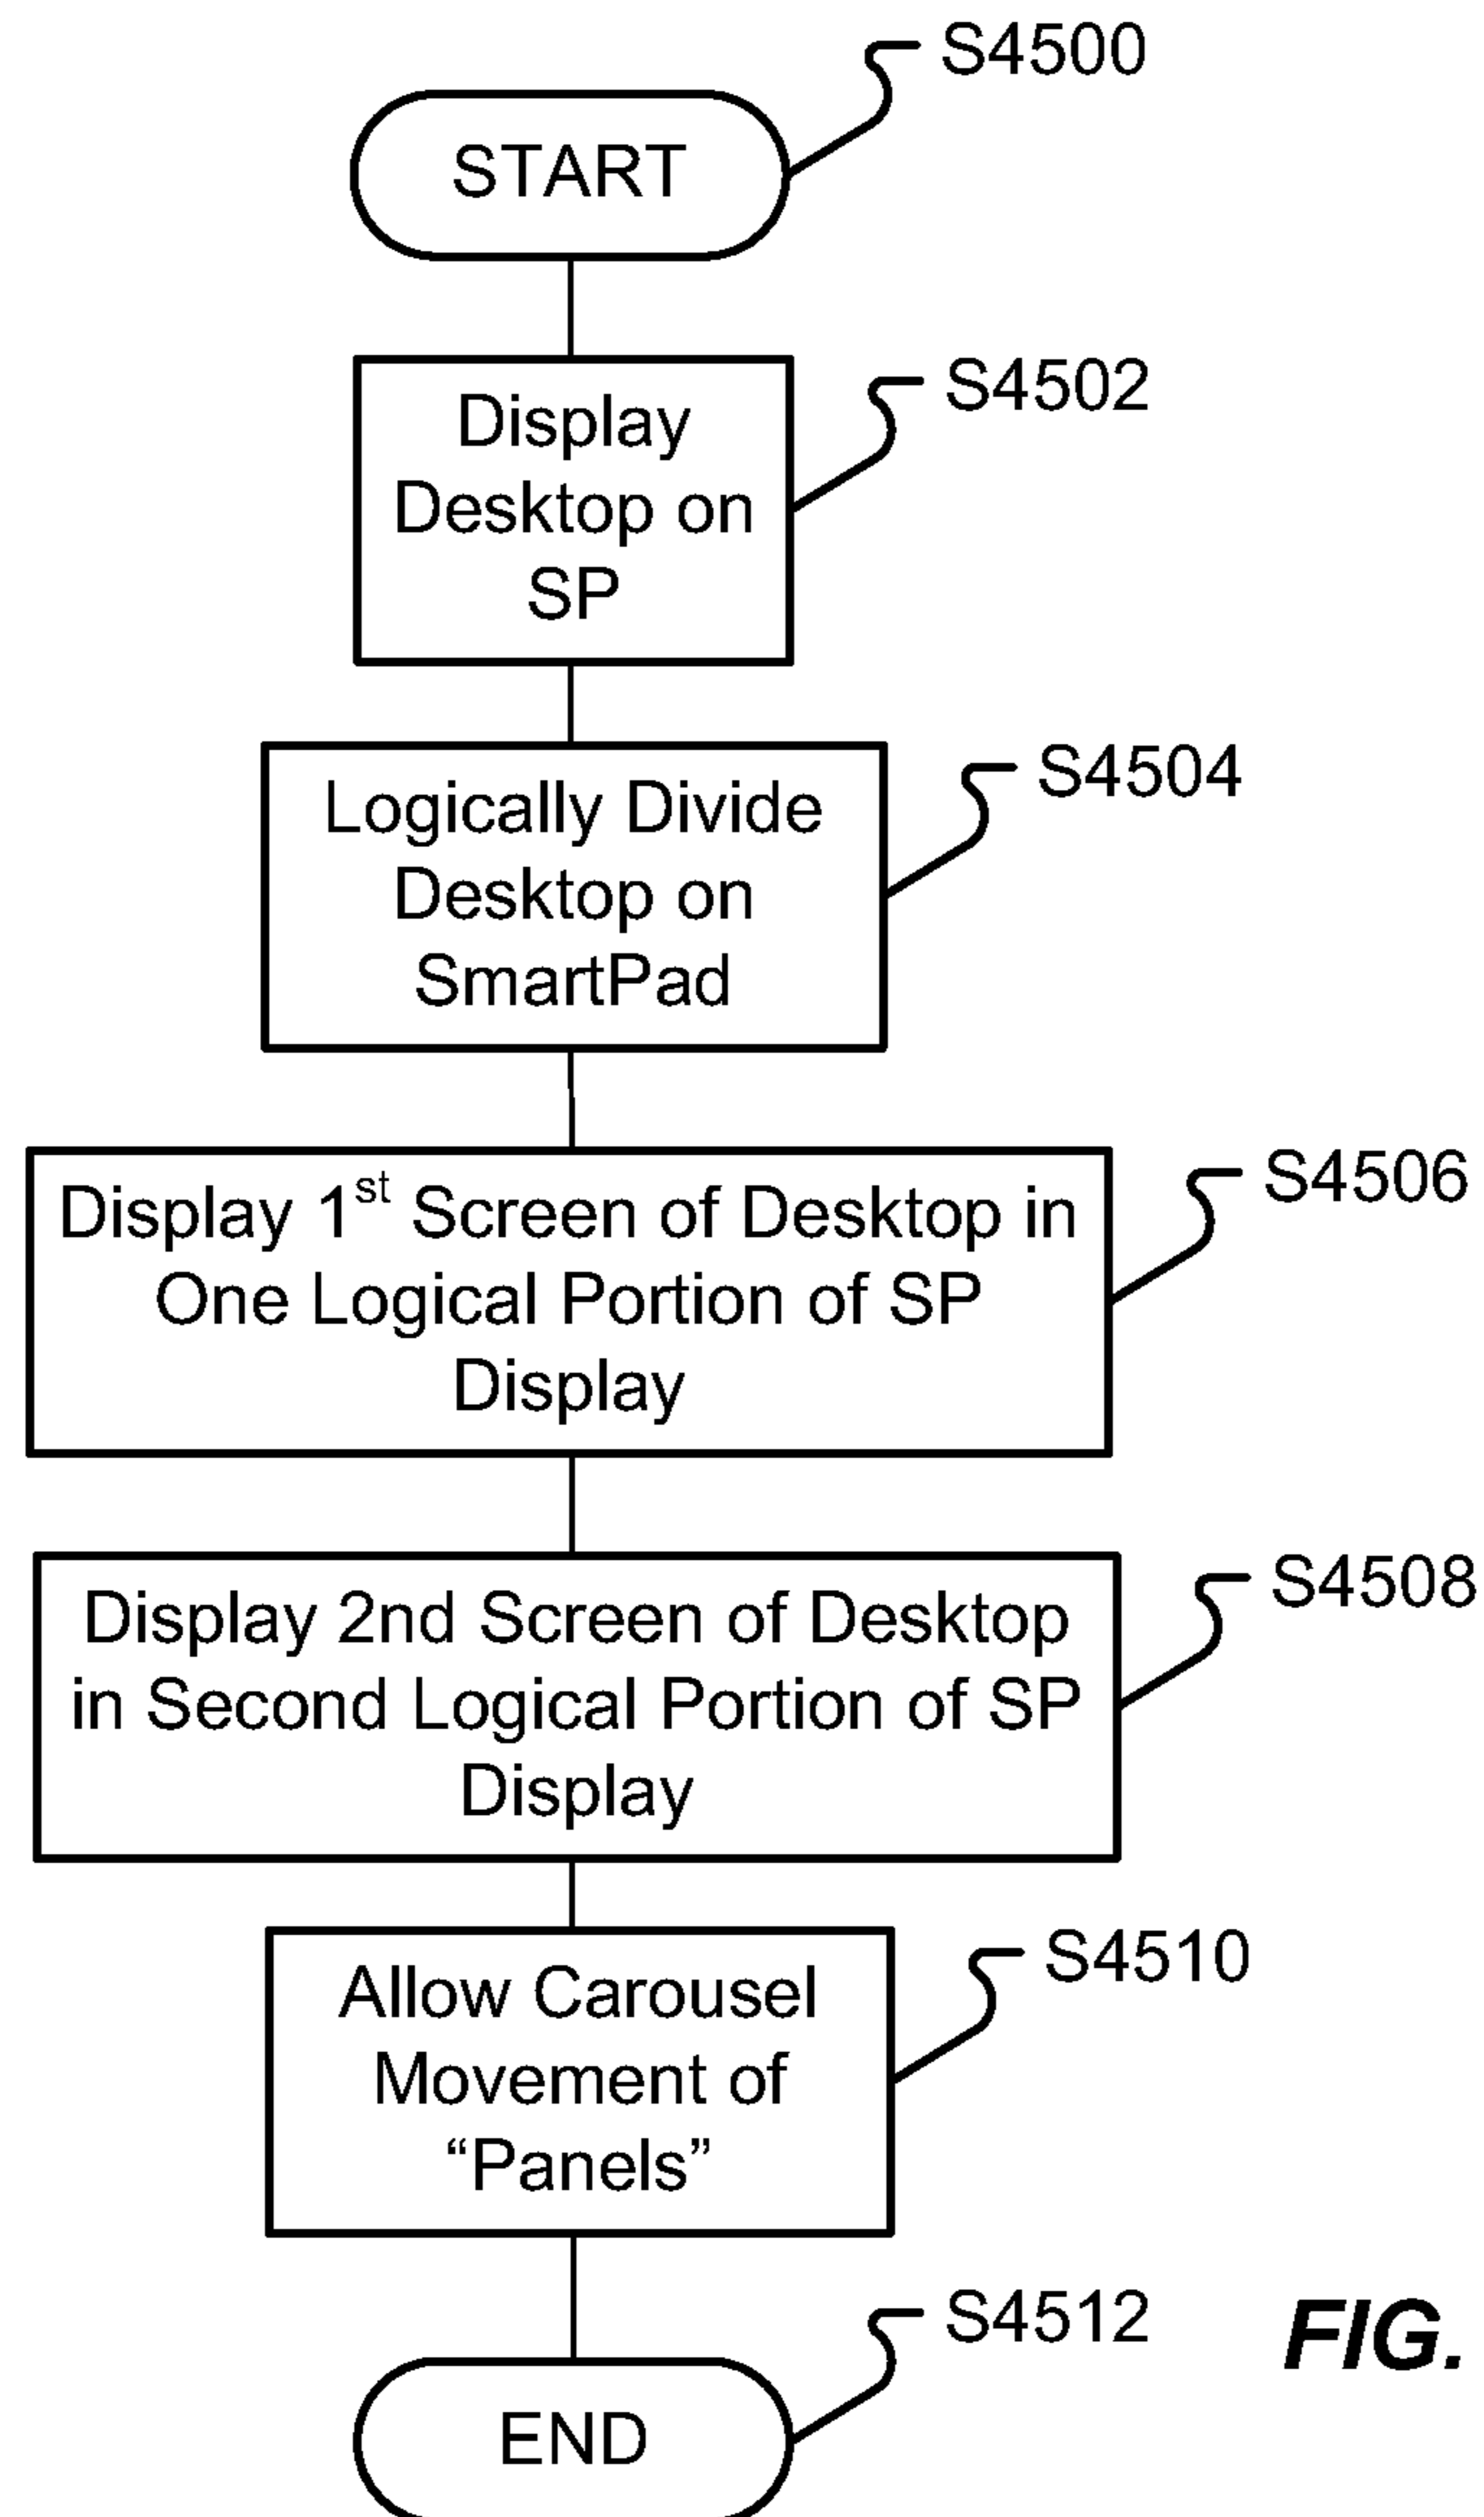 S4500
START
S4502
Display
Desktop on
SP
S4504
Logically Divide
Desktop on
SmartPad
S4506
Display 1st Screen of Desktop in
One Logical Portion of SP
Display
S4508
Display 2nd Screen of Desktop
in Second Logical Portion of SP
Display
S4510
Allow Carousel
Movement of
“Panels”
S4512
FIG.
END